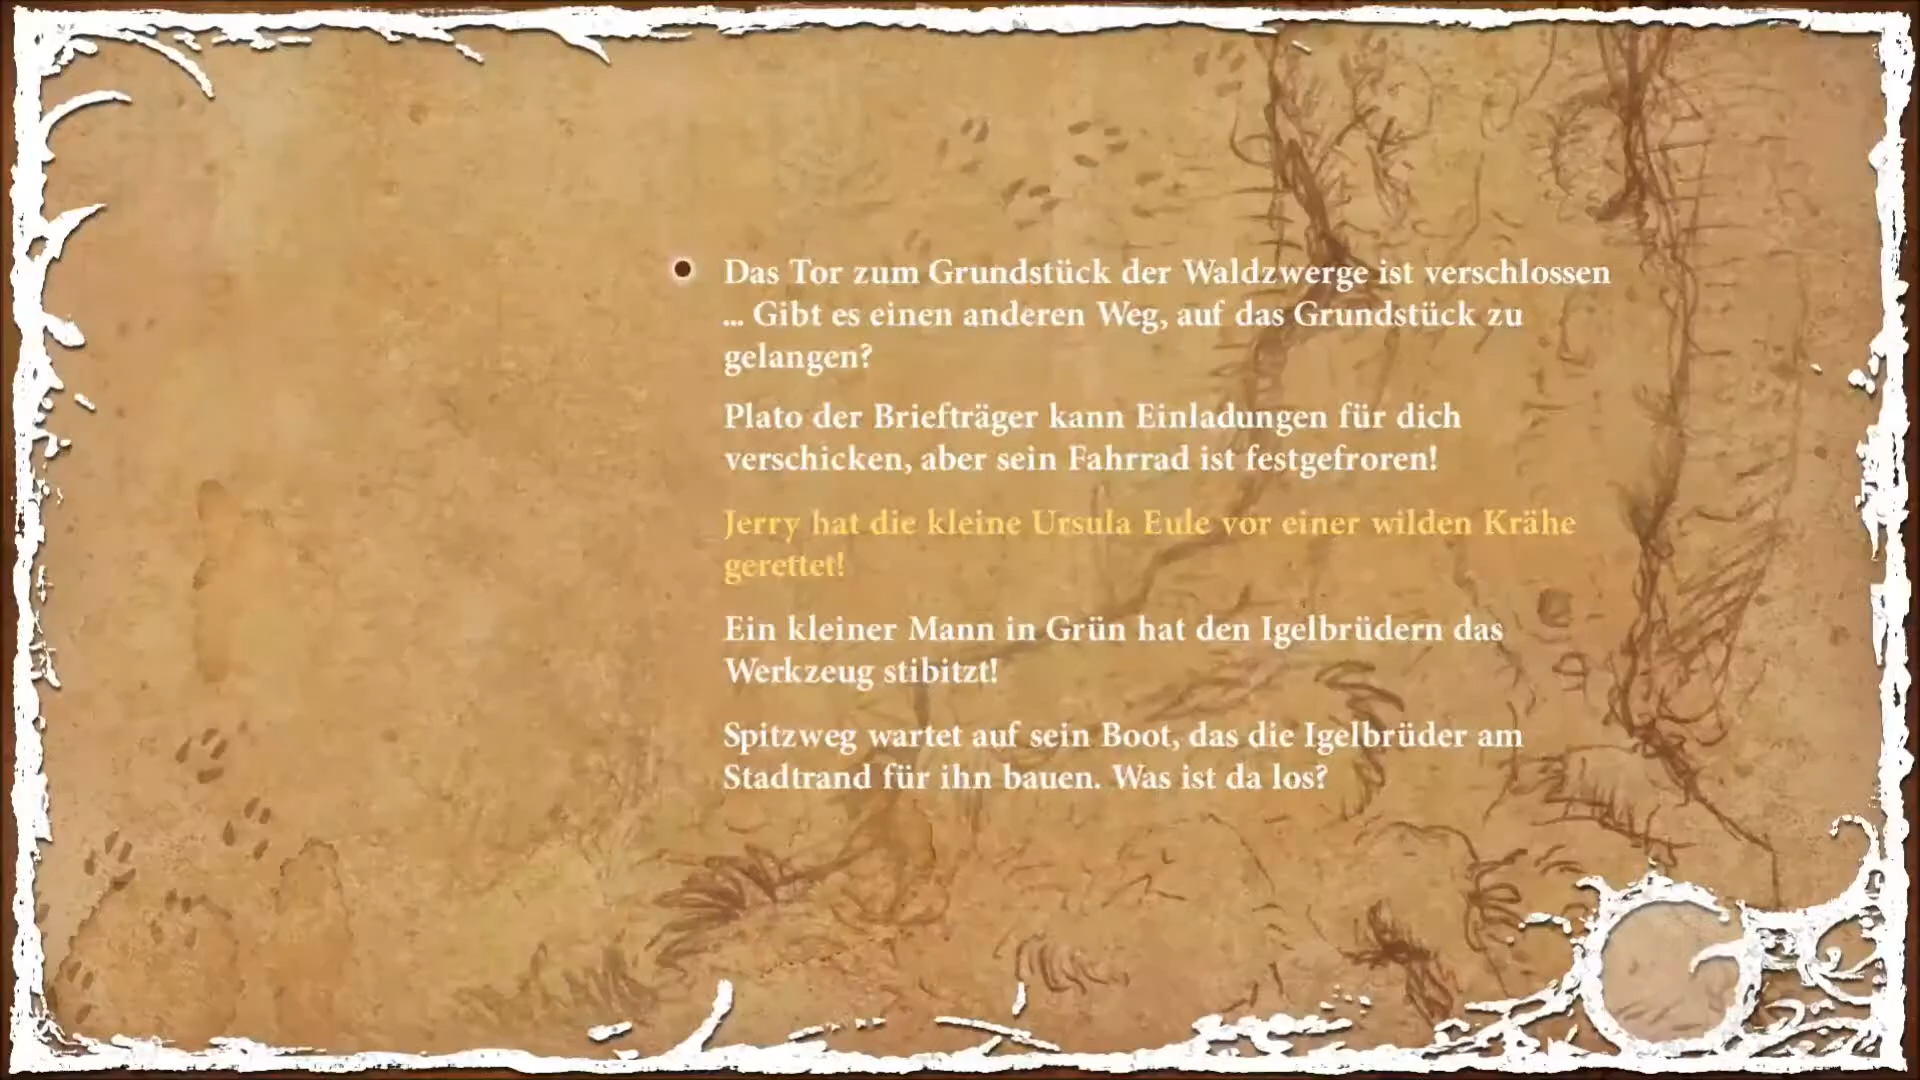 Das Tor zum Grundstück der Waldzwerge ist verschlossen
... Gibt es einen anderen Weg, auf das Grundstück zu
gelangen?
Plato der Briefträger kann Einladungen für dich
verschicken, aber sein Fahrrad ist festgefroren!
Jerry hat die kleine Ursula Eule vor einer wilden Krähe
gerettet!
Ein kleiner Mann in Grün hat den Igelbrüdern das
Werkzeug stibitzt!
Spitzweg wartet auf sein Boot, das die Igelbrüder am
Stadtrand für ihn bauen. Was ist da los?